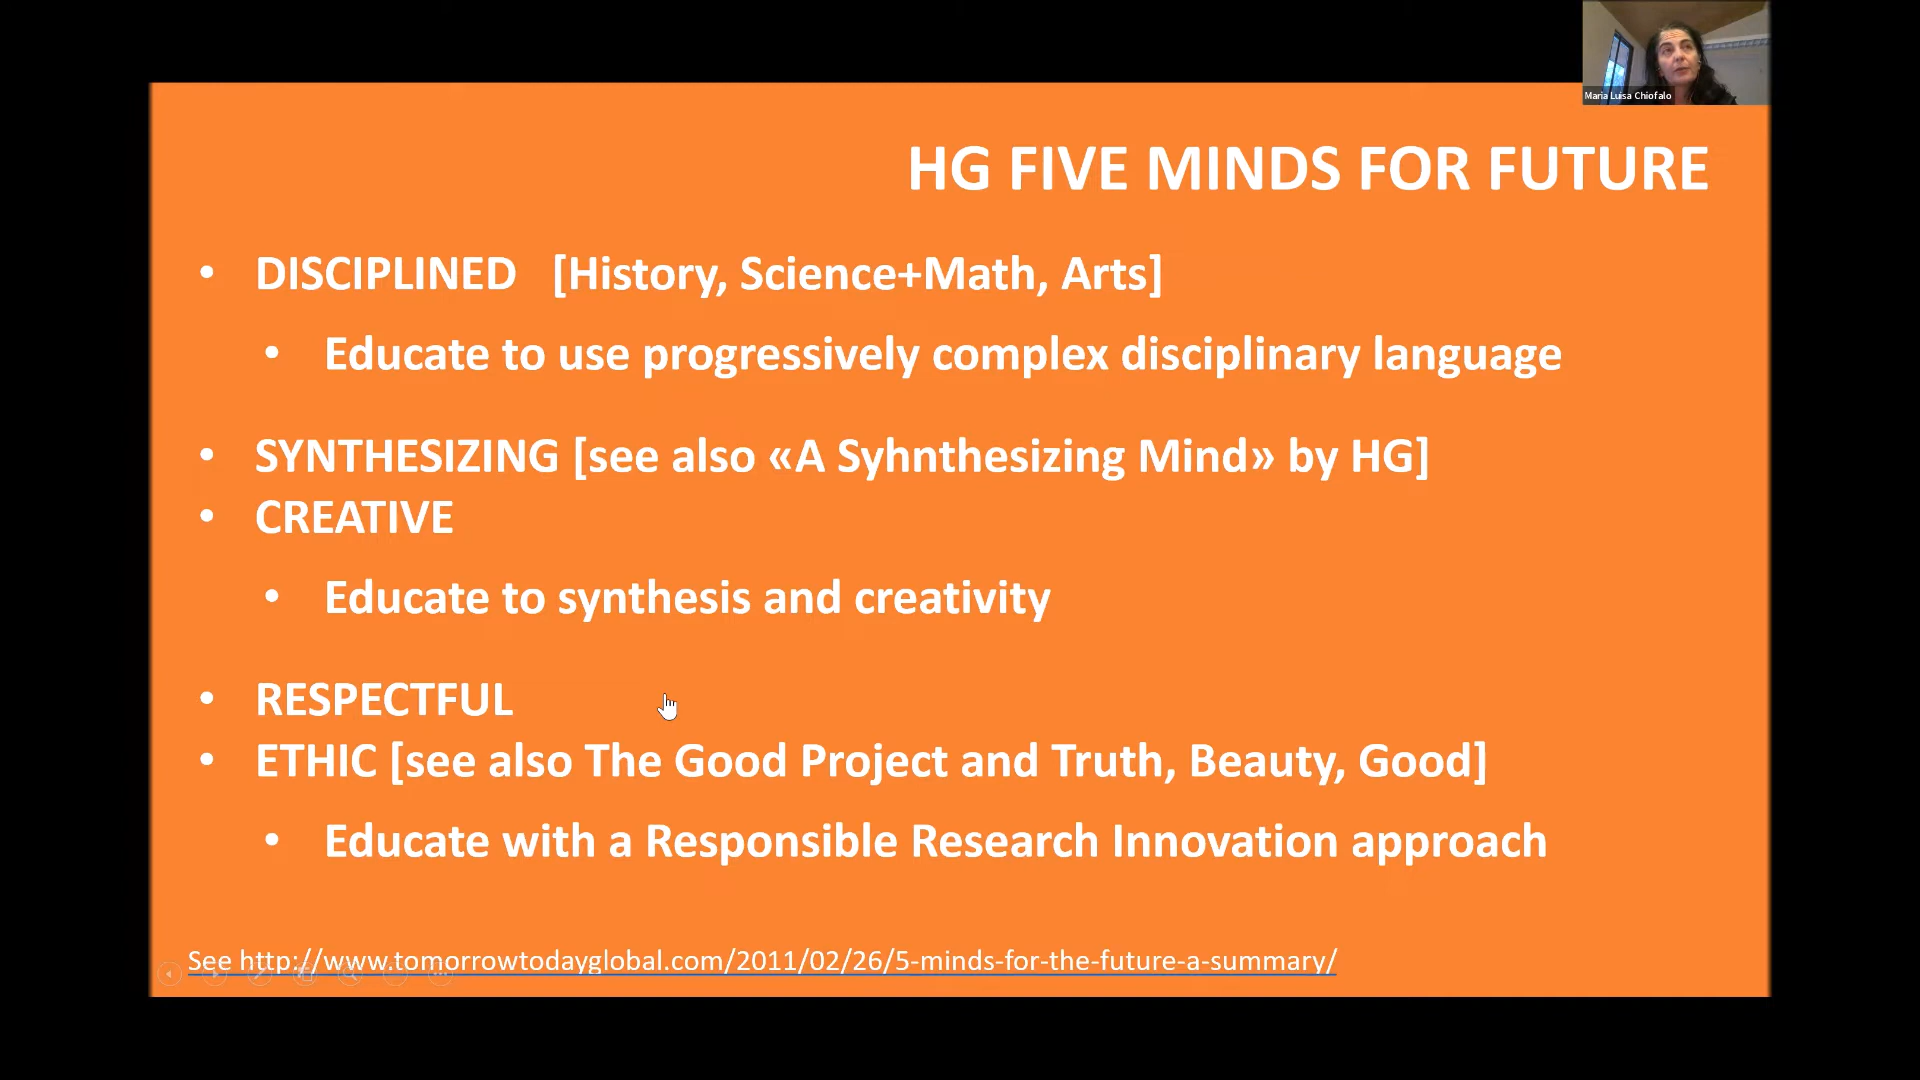 Maria Luisa Chiofalo
HG FIVE MINDS FOR FUTURE
• DISCIPLINED [History, Science+Math, Arts]
• Educate to use progressively complex disciplinary language
• SYNTHESIZING [see also «A Syhnthesizing Mind» by HG]
• CREATIVE
• Educate to synthesis and creativity
• RESPECTFUL
• ETHIC [see also The Good Project and Truth, Beauty, Good]
• Educate with a Responsible Research Innovation approach
See http://www.tomorrowtodayglobal.com/2011/02/26/5-minds-for-the-future-a-summary/